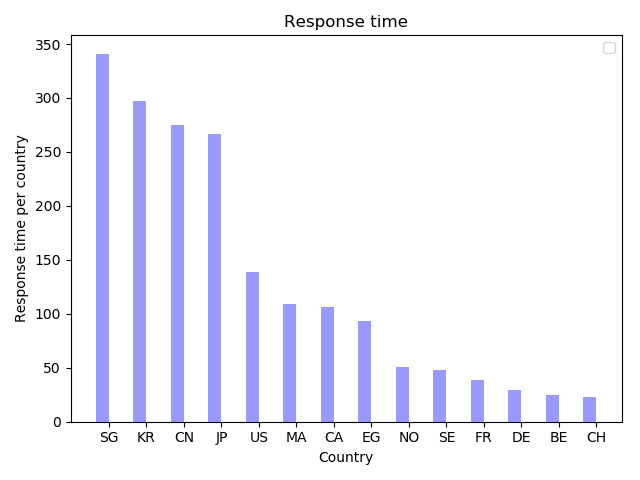 Response time
350
300
250
200
150
100
50
0
Response time per country
SG KR CN JP US MA CA EG NO SE FR DE BE CH
Country